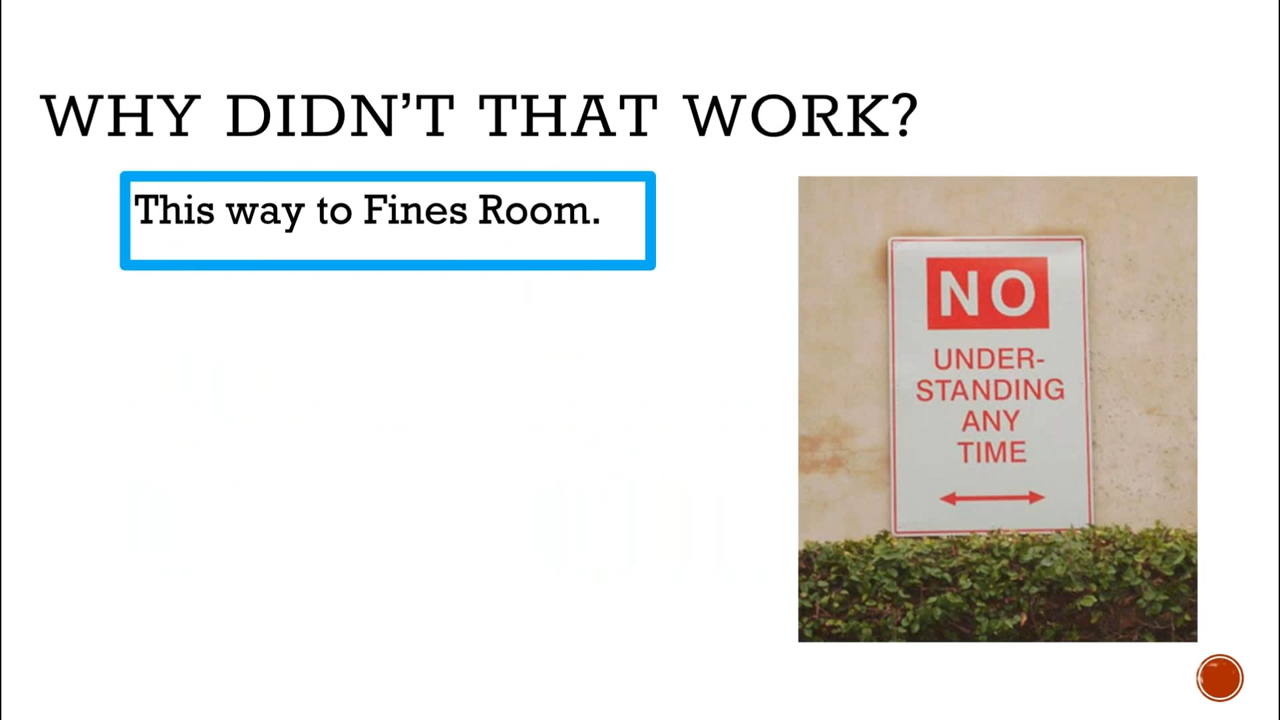 WHY DIDN’T THAT WORK?
This way to Fines Room.
NO
UNDER-
STANDING
ANY
TIME